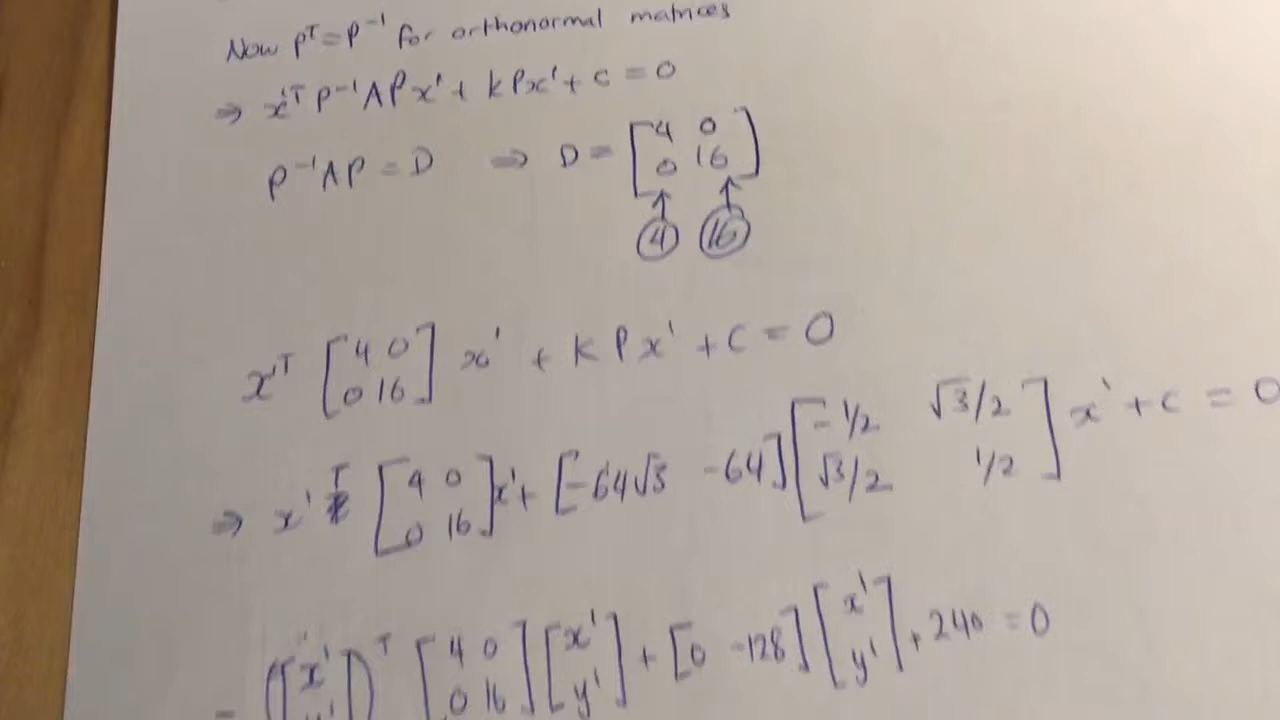 Now P^T = P^-1 for orthonormal matrices
⇒ x'^T P^-1 A P x' + k P x' + c = 0
P^-1 A P = D ⇒ D = [4 0; 0 16]
↑ ↑
4 16
x'^T [4 0; 0 16] x' + k P x' + c = 0
⇒ x'^T [4 0; 0 16] x' + [-64√3 -64] [-1/2 √3/2; √3/2 1/2] x' + c = 0
= ([x'; y'])^T [4 0; 0 16] [x'; y'] + [0 -128] [x'; y'] + 240 = 0